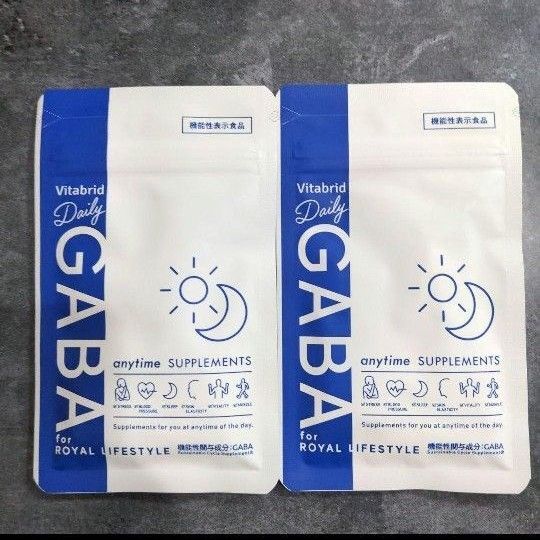 機能性表示食品
Vitabrid
Daily
GABA
anytime SUPPLEMENTS
Supplements for you at anytime of the day.
for
ROYAL LIFESTYLE
機能性関与成分:GABA
機能性表示食品
Vitabrid
Daily
GABA
anytime SUPPLEMENTS
Supplements for you at anytime of the day.
for
ROYAL LIFESTYLE
機能性関与成分:GABA